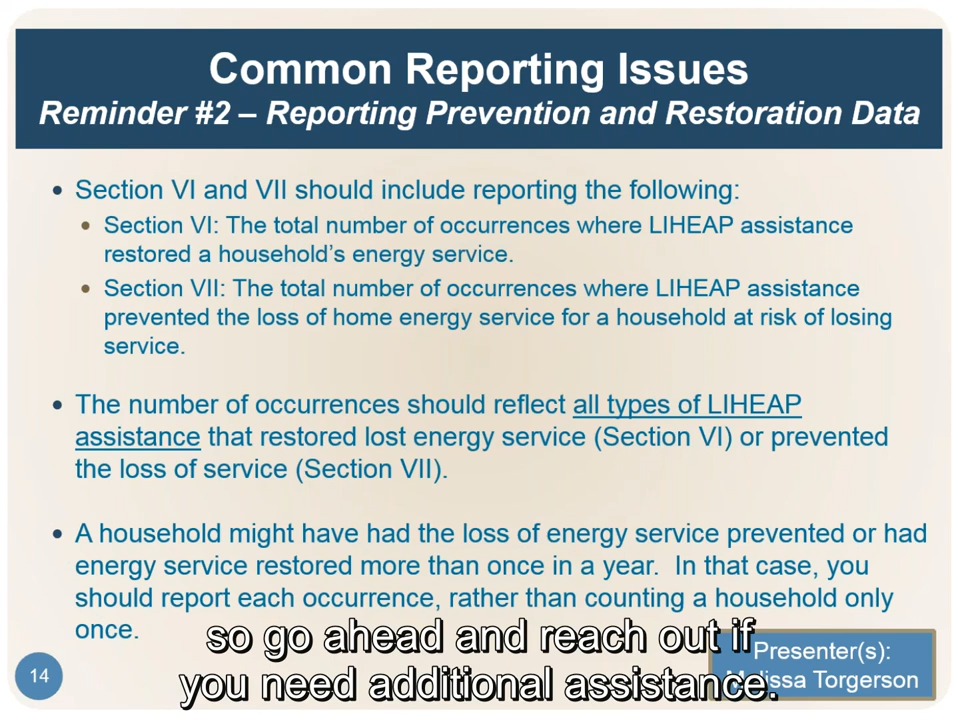 Common Reporting Issues
Reminder #2 – Reporting Prevention and Restoration Data
• Section VI and VII should include reporting the following:
• Section VI: The total number of occurrences where LIHEAP assistance
restored a household's energy service.
• Section VII: The total number of occurrences where LIHEAP assistance
prevented the loss of home energy service for a household at risk of losing
service.
• The number of occurrences should reflect all types of LIHEAP
assistance that restored lost energy service (Section VI) or prevented
the loss of service (Section VII).
• A household might have had the loss of energy service prevented or had
energy service restored more than once in a year. In that case, you
should report each occurrence, rather than counting a household only
once.
so go ahead and reach out if
you need additional assistance.
Presenter(s):
Melissa Torgerson
14